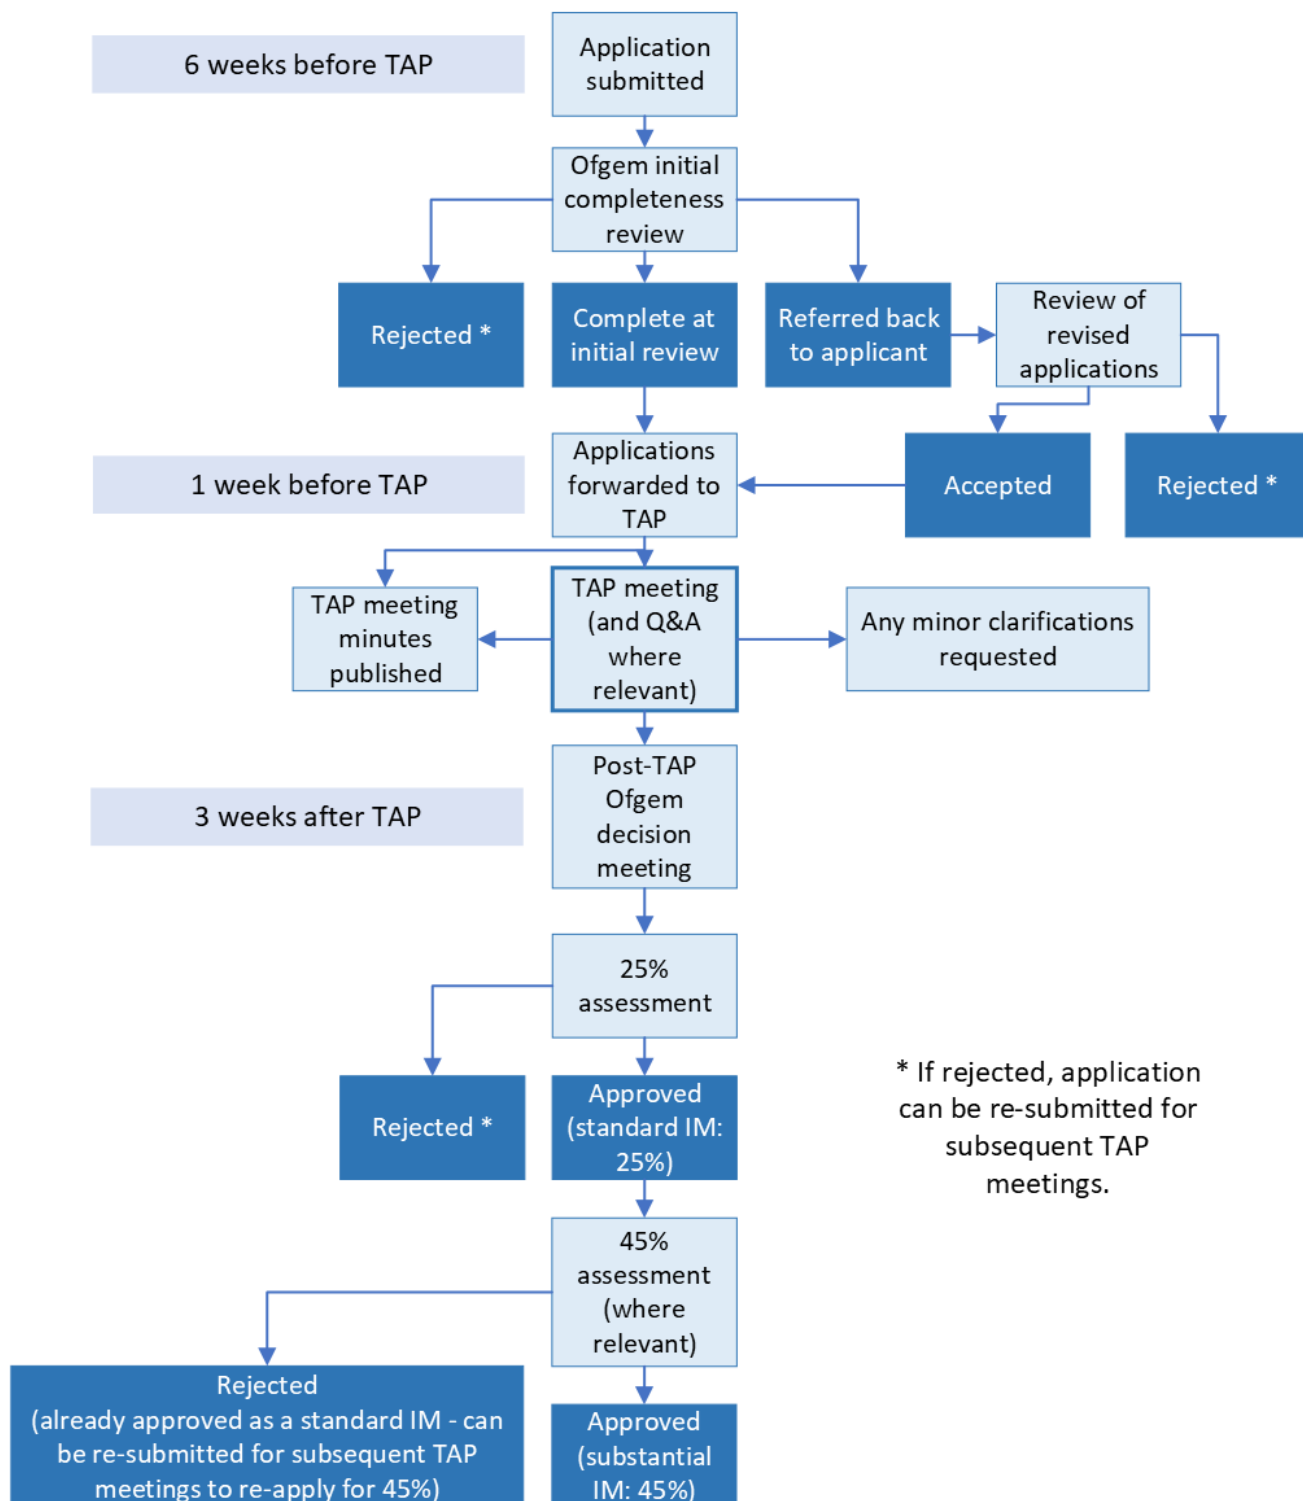 6 weeks before TAP
Application
submitted
Ofgem initial
completeness
review
Rejected *
Complete at
initial review
Referred back
to applicant
Review of
revised
applications
1 week before TAP
Applications
forwarded to
TAP
Accepted
Rejected *
TAP meeting
minutes
published
TAP meeting
(and Q&A
where
relevant)
Any minor clarifications
requested
3 weeks after TAP
Post-TAP
Ofgem
decision
meeting
25%
assessment
Rejected *
Approved
(standard IM:
25%)
* If rejected, application
can be re-submitted for
subsequent TAP
meetings.
45%
assessment
(where
relevant)
Rejected
(already approved as a standard IM - can
be re-submitted for subsequent TAP
meetings to re-apply for 45%)
Approved
(substantial
IM: 45%)